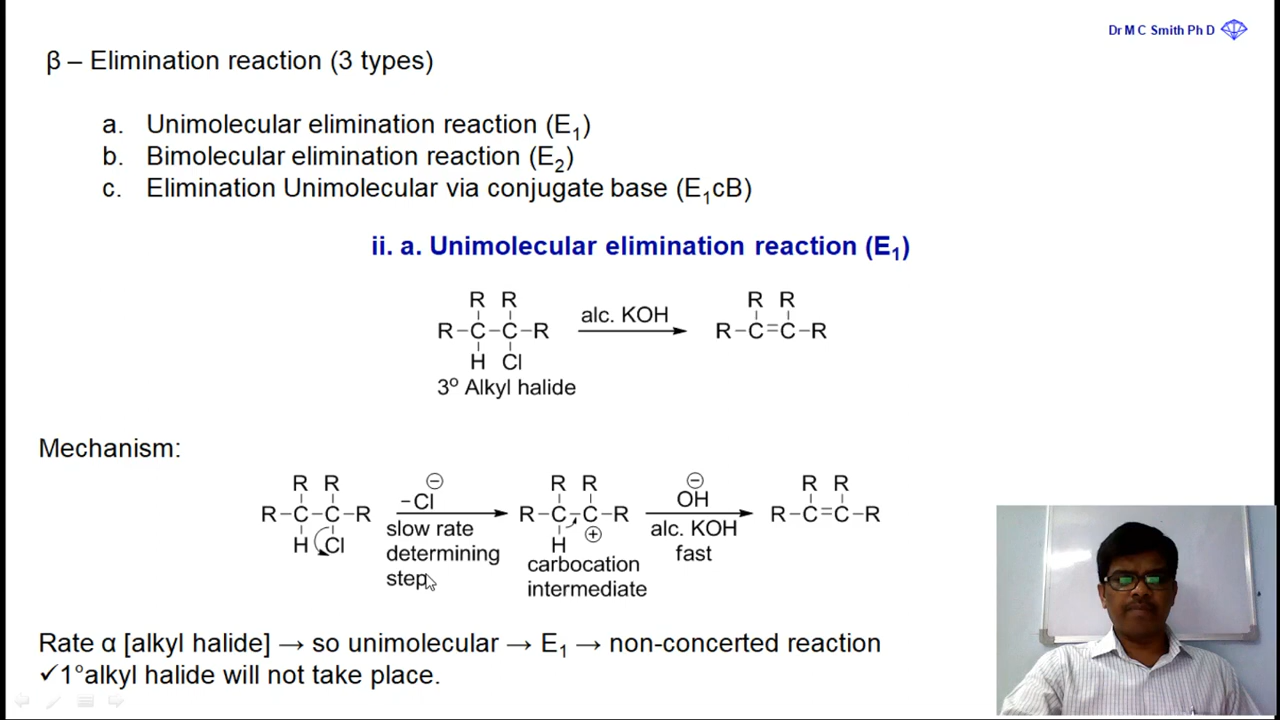 Dr M C Smith Ph D
β – Elimination reaction (3 types)
a. Unimolecular elimination reaction (E₁)
b. Bimolecular elimination reaction (E₂)
c. Elimination Unimolecular via conjugate base (E₁cB)
ii. a. Unimolecular elimination reaction (E₁)
R R R R
R–C–C–R alc. KOH R–C=C–R
H Cl
3° Alkyl halide
Mechanism:
R R ⊖ R R ⊖ R R
R–C–C–R –Cl R–C–C–R OH R–C=C–R
H Cl slow rate H ⊕ alc. KOH
determining carbocation fast
step intermediate
Rate α [alkyl halide] → so unimolecular → E₁ → non-concerted reaction
✓1°alkyl halide will not take place.